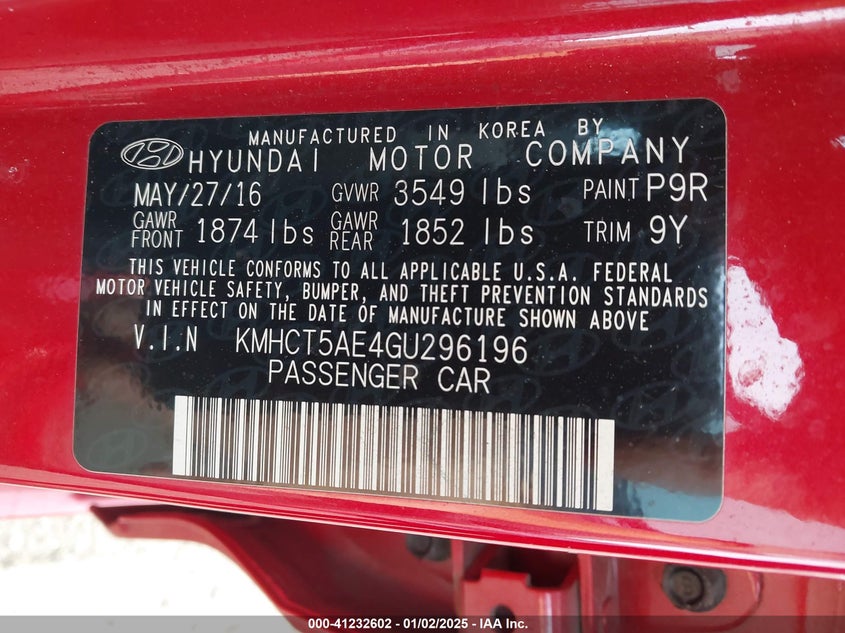 MANUFACTURED IN KOREA BY
HYUNDAI MOTOR COMPANY
MAY/27/16 GVWR 3549 lbs PAINT P9R
GAWR FRONT 1874 lbs GAWR REAR 1852 lbs TRIM 9Y
THIS VEHICLE CONFORMS TO ALL APPLICABLE U.S.A. FEDERAL
MOTOR VEHICLE SAFETY, BUMPER, AND THEFT PREVENTION STANDARDS
IN EFFECT ON THE DATE OF MANUFACTURE SHOWN ABOVE
V.I.N KMHCT5AE4GU296196
PASSENGER CAR
000-41232602 - 01/02/2025 - IAA Inc.